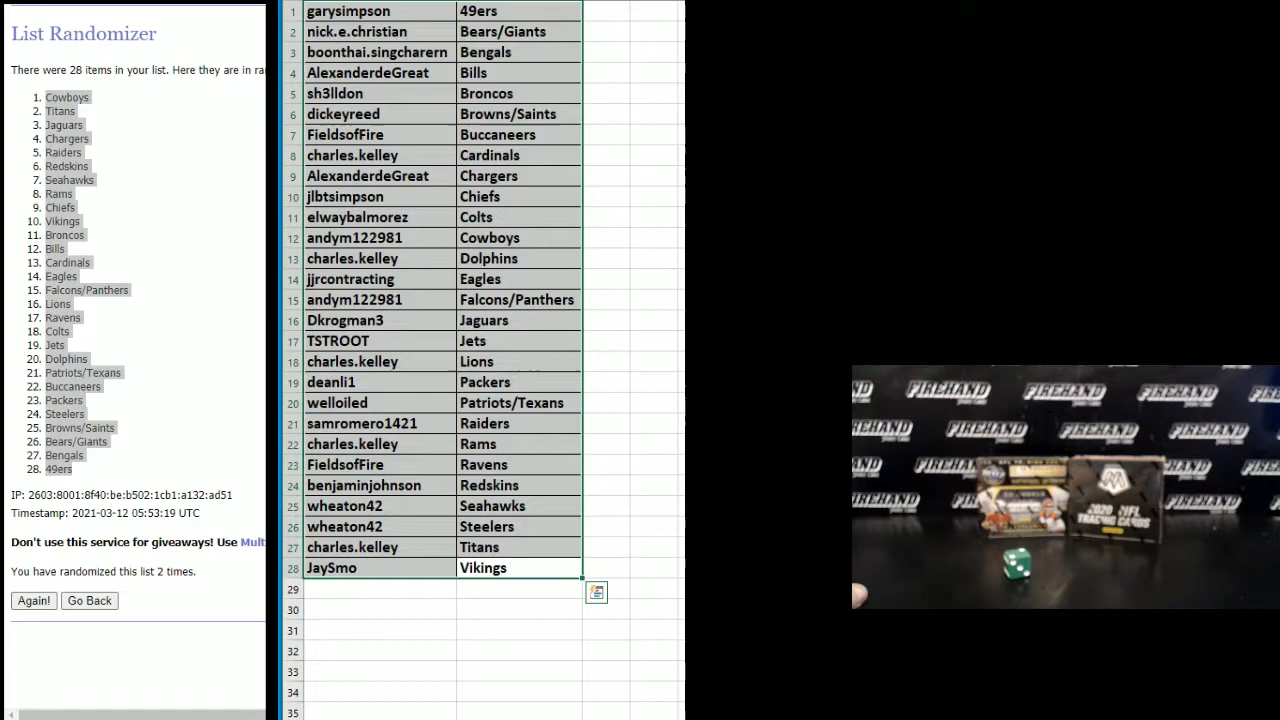 List Randomizer
There were 28 items in your list. Here they are in ra
1. Cowboys
2. Titans
3. Jaguars
4. Chargers
5. Raiders
6. Redskins
7. Seahawks
8. Rams
9. Chiefs
10. Vikings
11. Broncos
12. Bills
13. Cardinals
14. Eagles
15. Falcons/Panthers
16. Lions
17. Ravens
18. Colts
19. Jets
20. Dolphins
21. Patriots/Texans
22. Buccaneers
23. Packers
24. Steelers
25. Browns/Saints
26. Bears/Giants
27. Bengals
28. 49ers
IP: 2603:8001:8f40:be:b502:1cb1:a132:ad51
Timestamp: 2021-03-12 05:53:19 UTC
Don't use this service for giveaways! Use Mult
You have randomized this list 2 times.
Again! Go Back
1 garysimpson 49ers
2 nick.e.christian Bears/Giants
3 boonthai.singcharern Bengals
4 AlexanderdeGreat Bills
5 sh3lldon Broncos
6 dickeyreed Browns/Saints
7 FieldsofFire Buccaneers
8 charles.kelley Cardinals
9 AlexanderdeGreat Chargers
10 jlbtsimpson Chiefs
11 elwaybalmorez Colts
12 andym122981 Cowboys
13 charles.kelley Dolphins
14 jjrcontracting Eagles
15 andym122981 Falcons/Panthers
16 Dkrogman3 Jaguars
17 TSTROOT Jets
18 charles.kelley Lions
19 deanli1 Packers
20 welloiled Patriots/Texans
21 samromero1421 Raiders
22 charles.kelley Rams
23 FieldsofFire Ravens
24 benjaminjohnson Redskins
25 wheaton42 Seahawks
26 wheaton42 Steelers
27 charles.kelley Titans
28 JaySmo Vikings
29
30
31
32
33
34
35
FIREHAND FIREHAND FIREHAND
FIREHAND FIREHAND
2020 NFL
TRADING CARDS